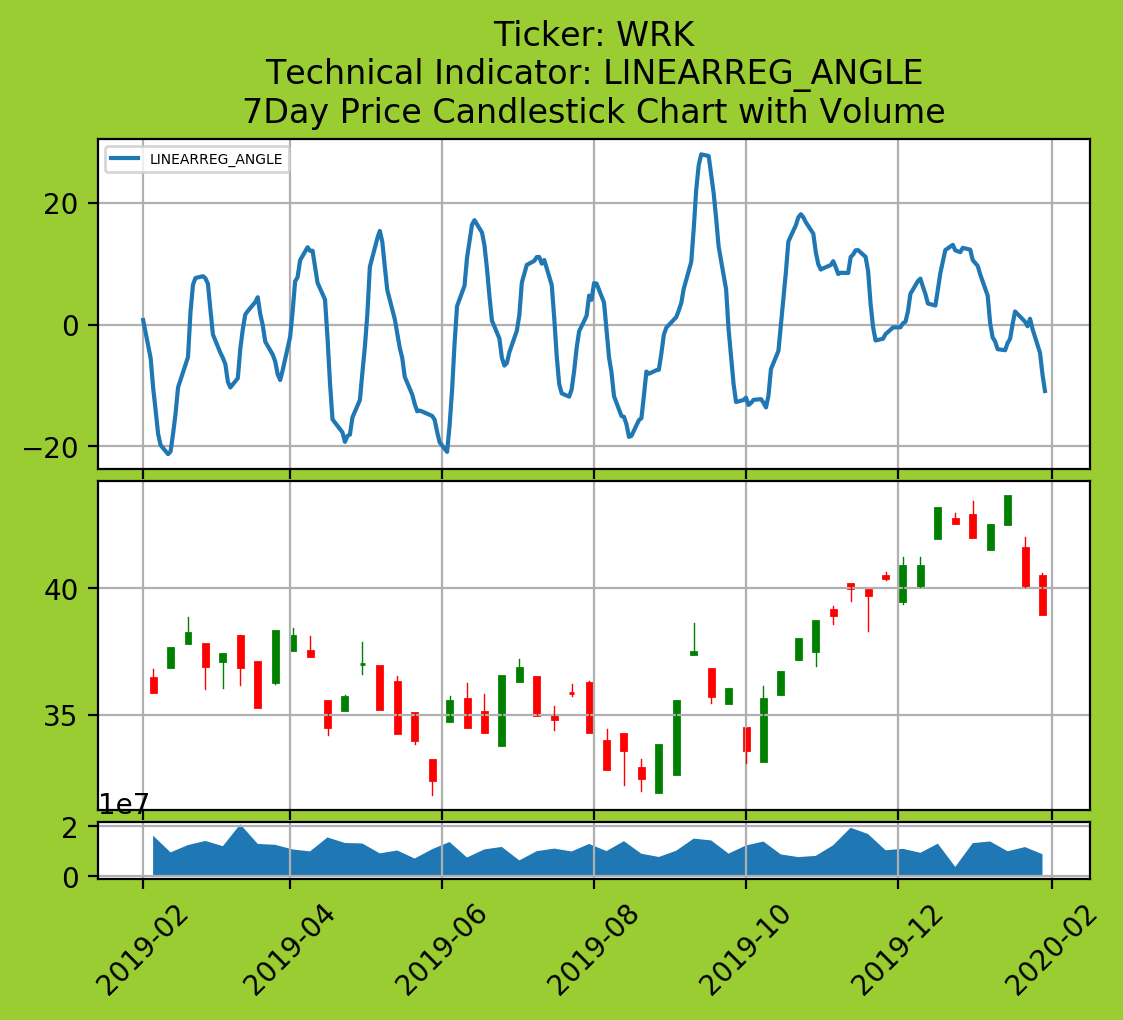 Ticker: WRK
Technical Indicator: LINEARREG_ANGLE
7Day Price Candlestick Chart with Volume
LINEARREG_ANGLE
20
0
−20
40
35
1e7
2
0
2019-02
2019-04
2019-06
2019-08
2019-10
2019-12
2020-02